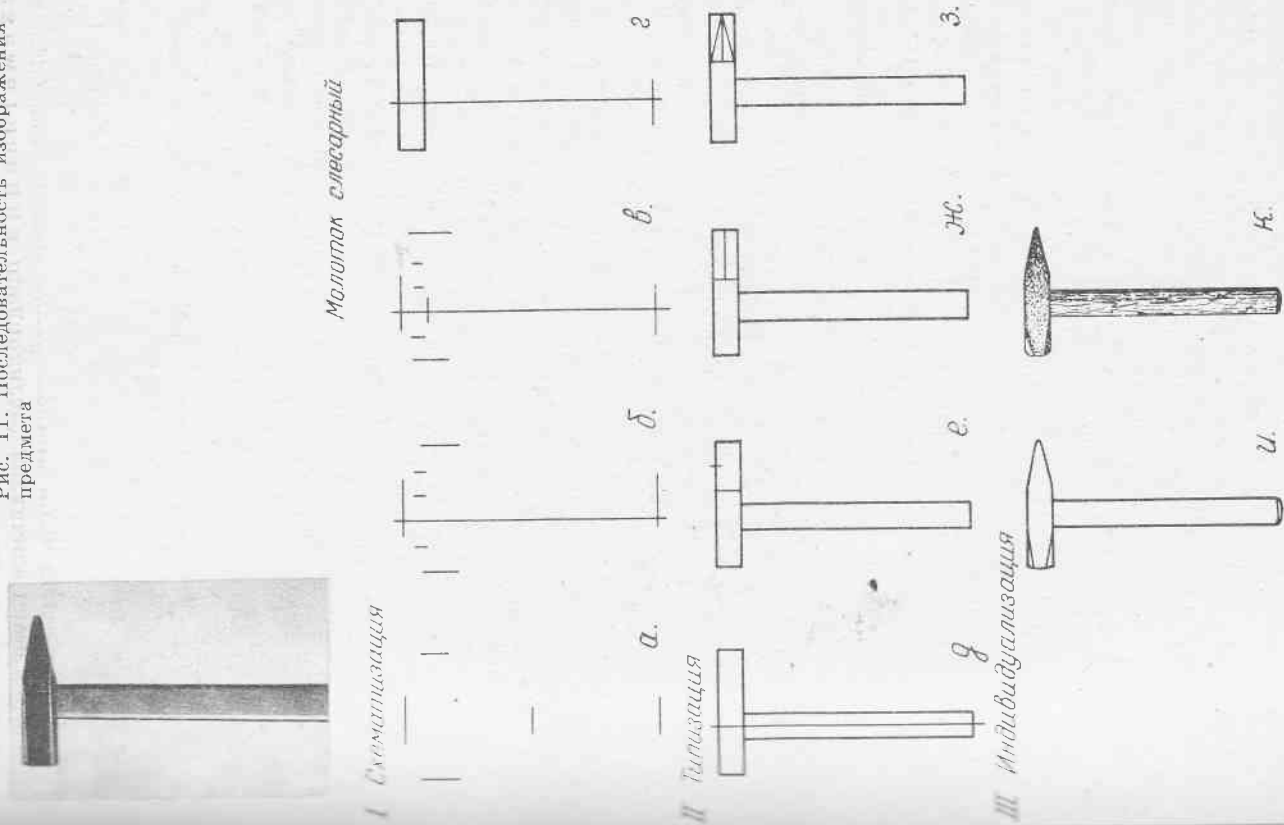 Рис. 11. Последовательность изображения
предмета
Молоток слесарный
I Схематизация
а. б. в. г
II Типизация
д е. ж. з.
III Индивидуализация
и. к.